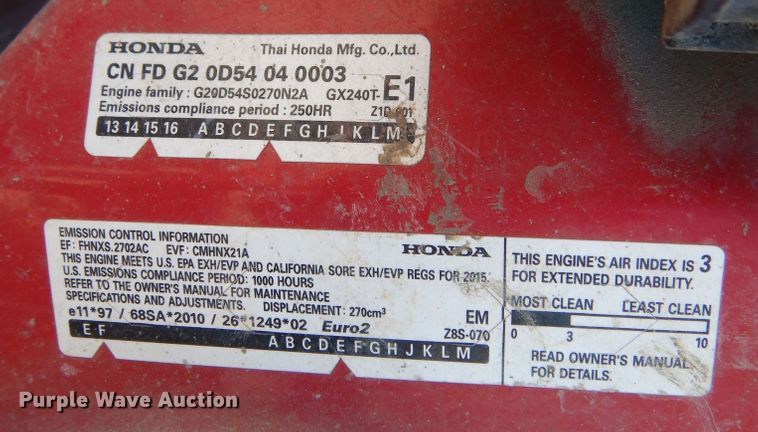 HONDA Thai Honda Mfg. Co.,Ltd.
CN FD G2 0D54 04 0003
Engine family : G20D54S0270N2A GX240T- E1
Emissions compliance period : 250HR
13 14 15 16 ABCDEFGH JKLM
EMISSION CONTROL INFORMATION
EF: FHNXS.2702AC EVF: CMHNX21A HONDA
THIS ENGINE MEETS U.S. EPA EXH/EVP AND CALIFORNIA SORE EXH/EVP REGS FOR 2015.
U.S. EMISSIONS COMPLIANCE PERIOD: 1000 HOURS
REFER TO THE OWNER'S MANUAL FOR MAINTENANCE
SPECIFICATIONS AND ADJUSTMENTS. DISPLACEMENT: 270cm³ EM
e11*97 / 68SA*2010 / 26*1249*02 Euro2 Z8S-070
E F
ABCDEFGH JKLM
THIS ENGINE'S AIR INDEX IS 3
FOR EXTENDED DURABILITY.
MOST CLEAN LEAST CLEAN
0 3 10
READ OWNER'S MANUAL
FOR DETAILS.
Purple Wave Auction